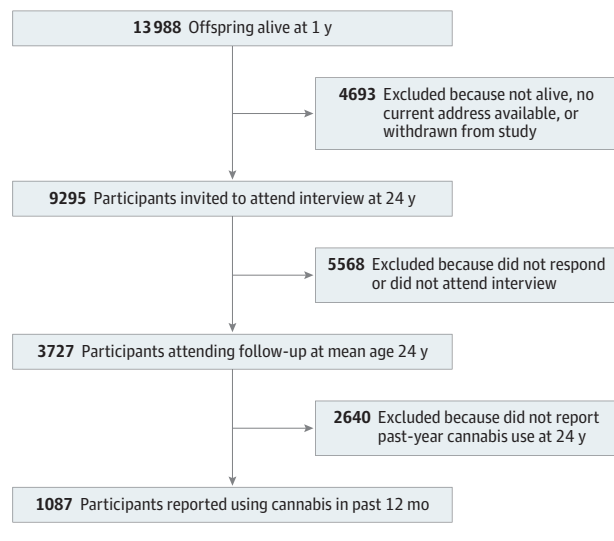 13 988 Offspring alive at 1 y
4693 Excluded because not alive, no
current address available, or
withdrawn from study
9295 Participants invited to attend interview at 24 y
5568 Excluded because did not respond
or did not attend interview
3727 Participants attending follow-up at mean age 24 y
2640 Excluded because did not report
past-year cannabis use at 24 y
1087 Participants reported using cannabis in past 12 mo